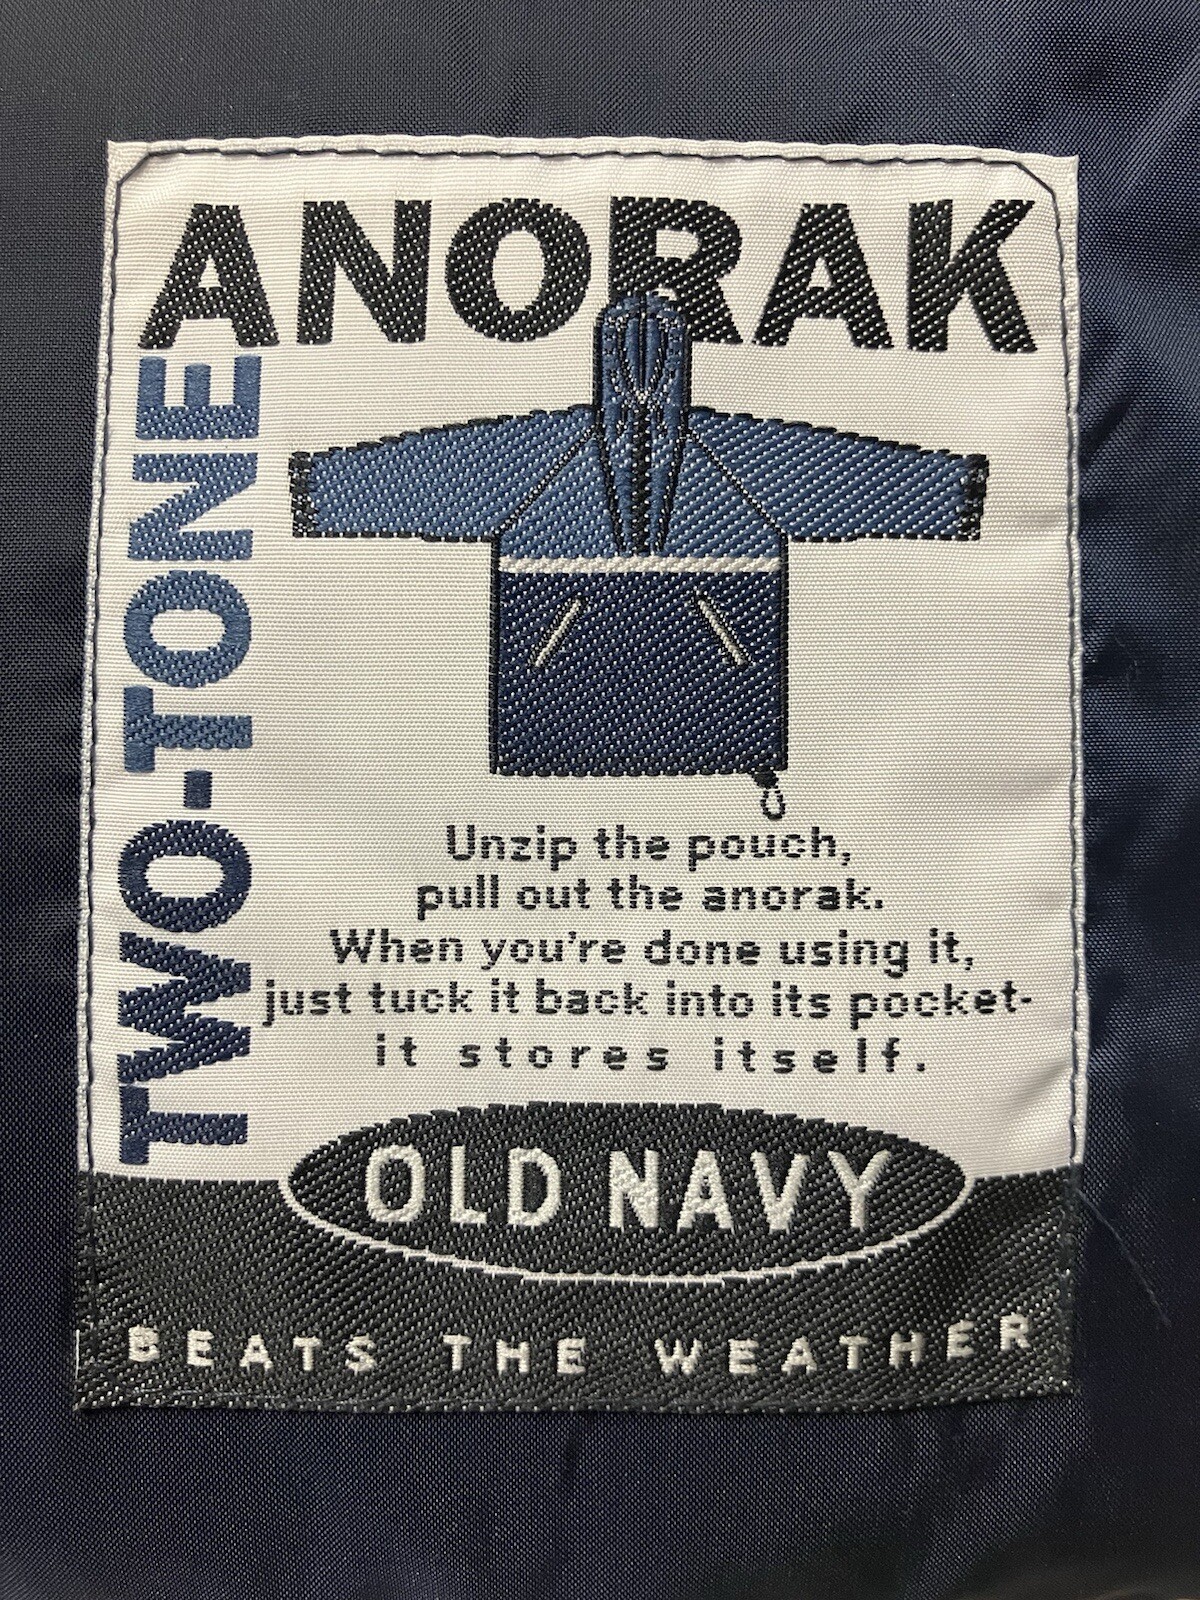 ANORAK
TWO-TONE
Unzip the pouch,
pull out the anorak.
When you're done using it,
just tuck it back into its pocket-
it stores itself.
OLD NAVY
BEATS THE WEATHER